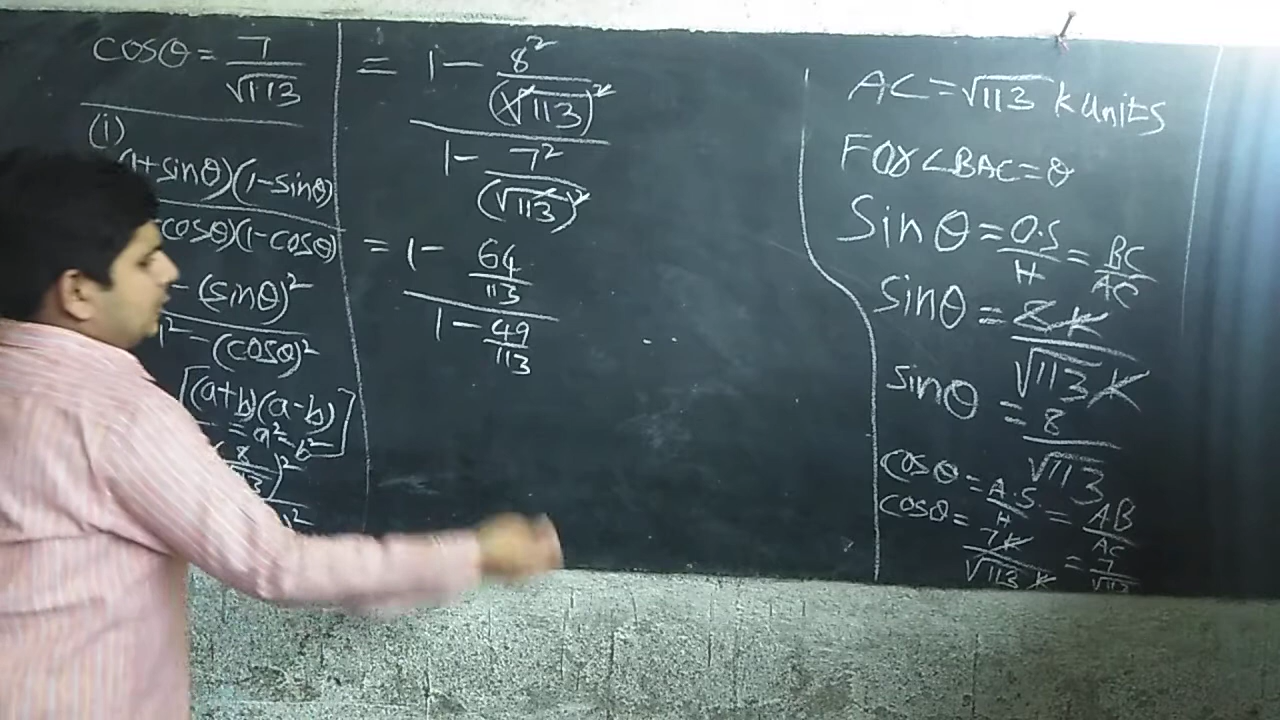 cosθ = 7/√113
(i)
(1+sinθ)(1-sinθ)
cosθ)(1-cosθ)
- (sinθ)²
1² - (cosθ)²
[(a+b)(a-b)
= a² - b²]
= 1 - 8²/(√113)²
1 - 7²/(√113)²
= 1 - 64/113
1 - 49/113
AC = √113 K units
FOR ∠BAC = θ
Sinθ = O.S/H = BC/AC
sinθ = 8K/√113 K
sinθ = 8/√113
cosθ = A.S/H = AB/AC
cosθ = 7K/√113 K = 7/√113